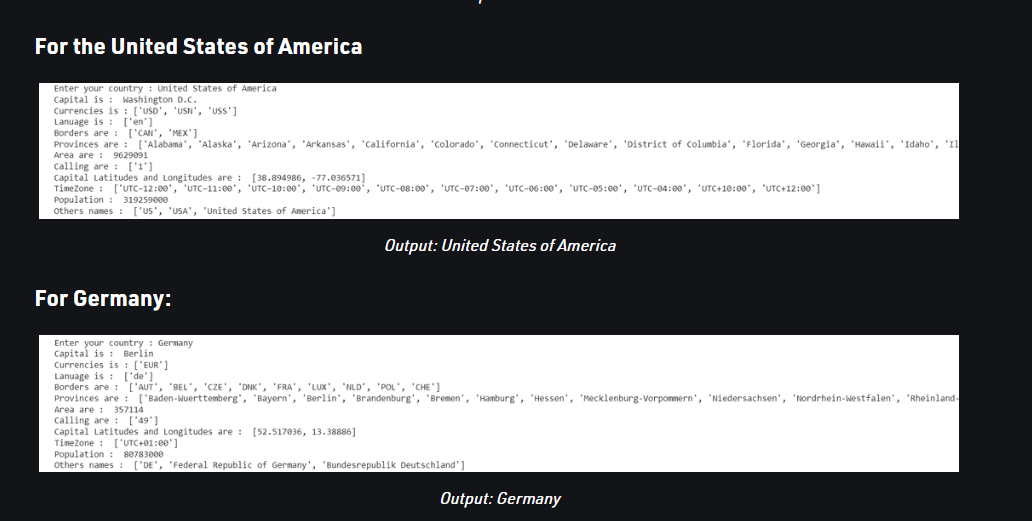 For the United States of America
Enter your country : United States of America
Capital is :  Washington D.C.
Currencies is : ['USD', 'USN', 'USS']
Lanuage is :  ['en']
Borders are :  ['CAN', 'MEX']
Provinces are :  ['Alabama', 'Alaska', 'Arizona', 'Arkansas', 'California', 'Colorado', 'Connecticut', 'Delaware', 'District of Columbia', 'Florida', 'Georgia', 'Hawaii', 'Idaho', 'Il
Area are :  9629091
Calling are :  ['1']
Capital Latitudes and Longitudes are :  [38.894986, -77.036571]
TimeZone :  ['UTC-12:00', 'UTC-11:00', 'UTC-10:00', 'UTC-09:00', 'UTC-08:00', 'UTC-07:00', 'UTC-06:00', 'UTC-05:00', 'UTC-04:00', 'UTC+10:00', 'UTC+12:00']
Population :  319259000
Others names :  ['US', 'USA', 'United States of America']
Output: United States of America
For Germany:
Enter your country : Germany
Capital is :  Berlin
Currencies is : ['EUR']
Lanuage is :  ['de']
Borders are :  ['AUT', 'BEL', 'CZE', 'DNK', 'FRA', 'LUX', 'NLD', 'POL', 'CHE']
Provinces are :  ['Baden-Wuerttemberg', 'Bayern', 'Berlin', 'Brandenburg', 'Bremen', 'Hamburg', 'Hessen', 'Mecklenburg-Vorpommern', 'Niedersachsen', 'Nordrhein-Westfalen', 'Rheinland-
Area are :  357114
Calling are :  ['49']
Capital Latitudes and Longitudes are :  [52.517036, 13.38886]
TimeZone :  ['UTC+01:00']
Population :  80783000
Others names :  ['DE', 'Federal Republic of Germany', 'Bundesrepublik Deutschland']
Output: Germany